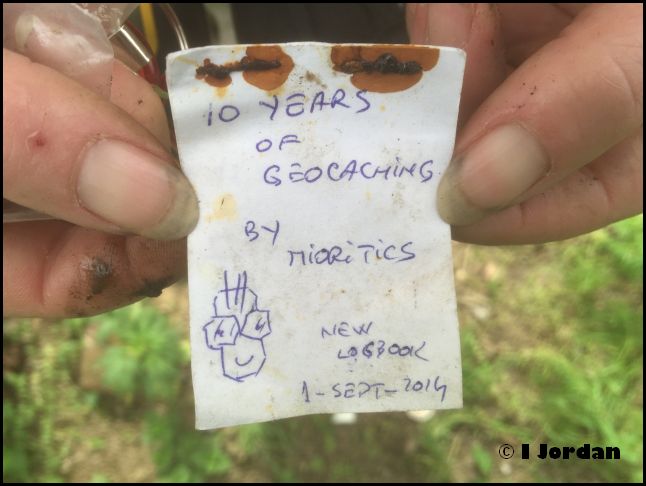 10 YEARS
OF
GEOCACHING
BY
MIORITICS
NEW
LOGBOOK
1-SEPT-2014
© I Jordan